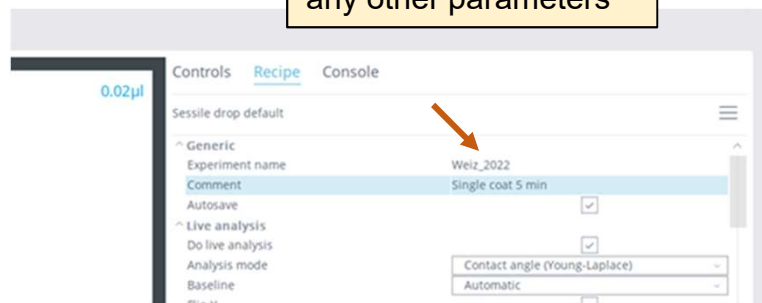 any other parameters
0.02µl
Controls Recipe Console
Sessile drop default
Generic
Experiment name Weiz_2022
Comment Single coat 5 min
Autosave
Live analysis
Do live analysis
Analysis mode Contact angle (Young-Laplace)
Baseline Automatic